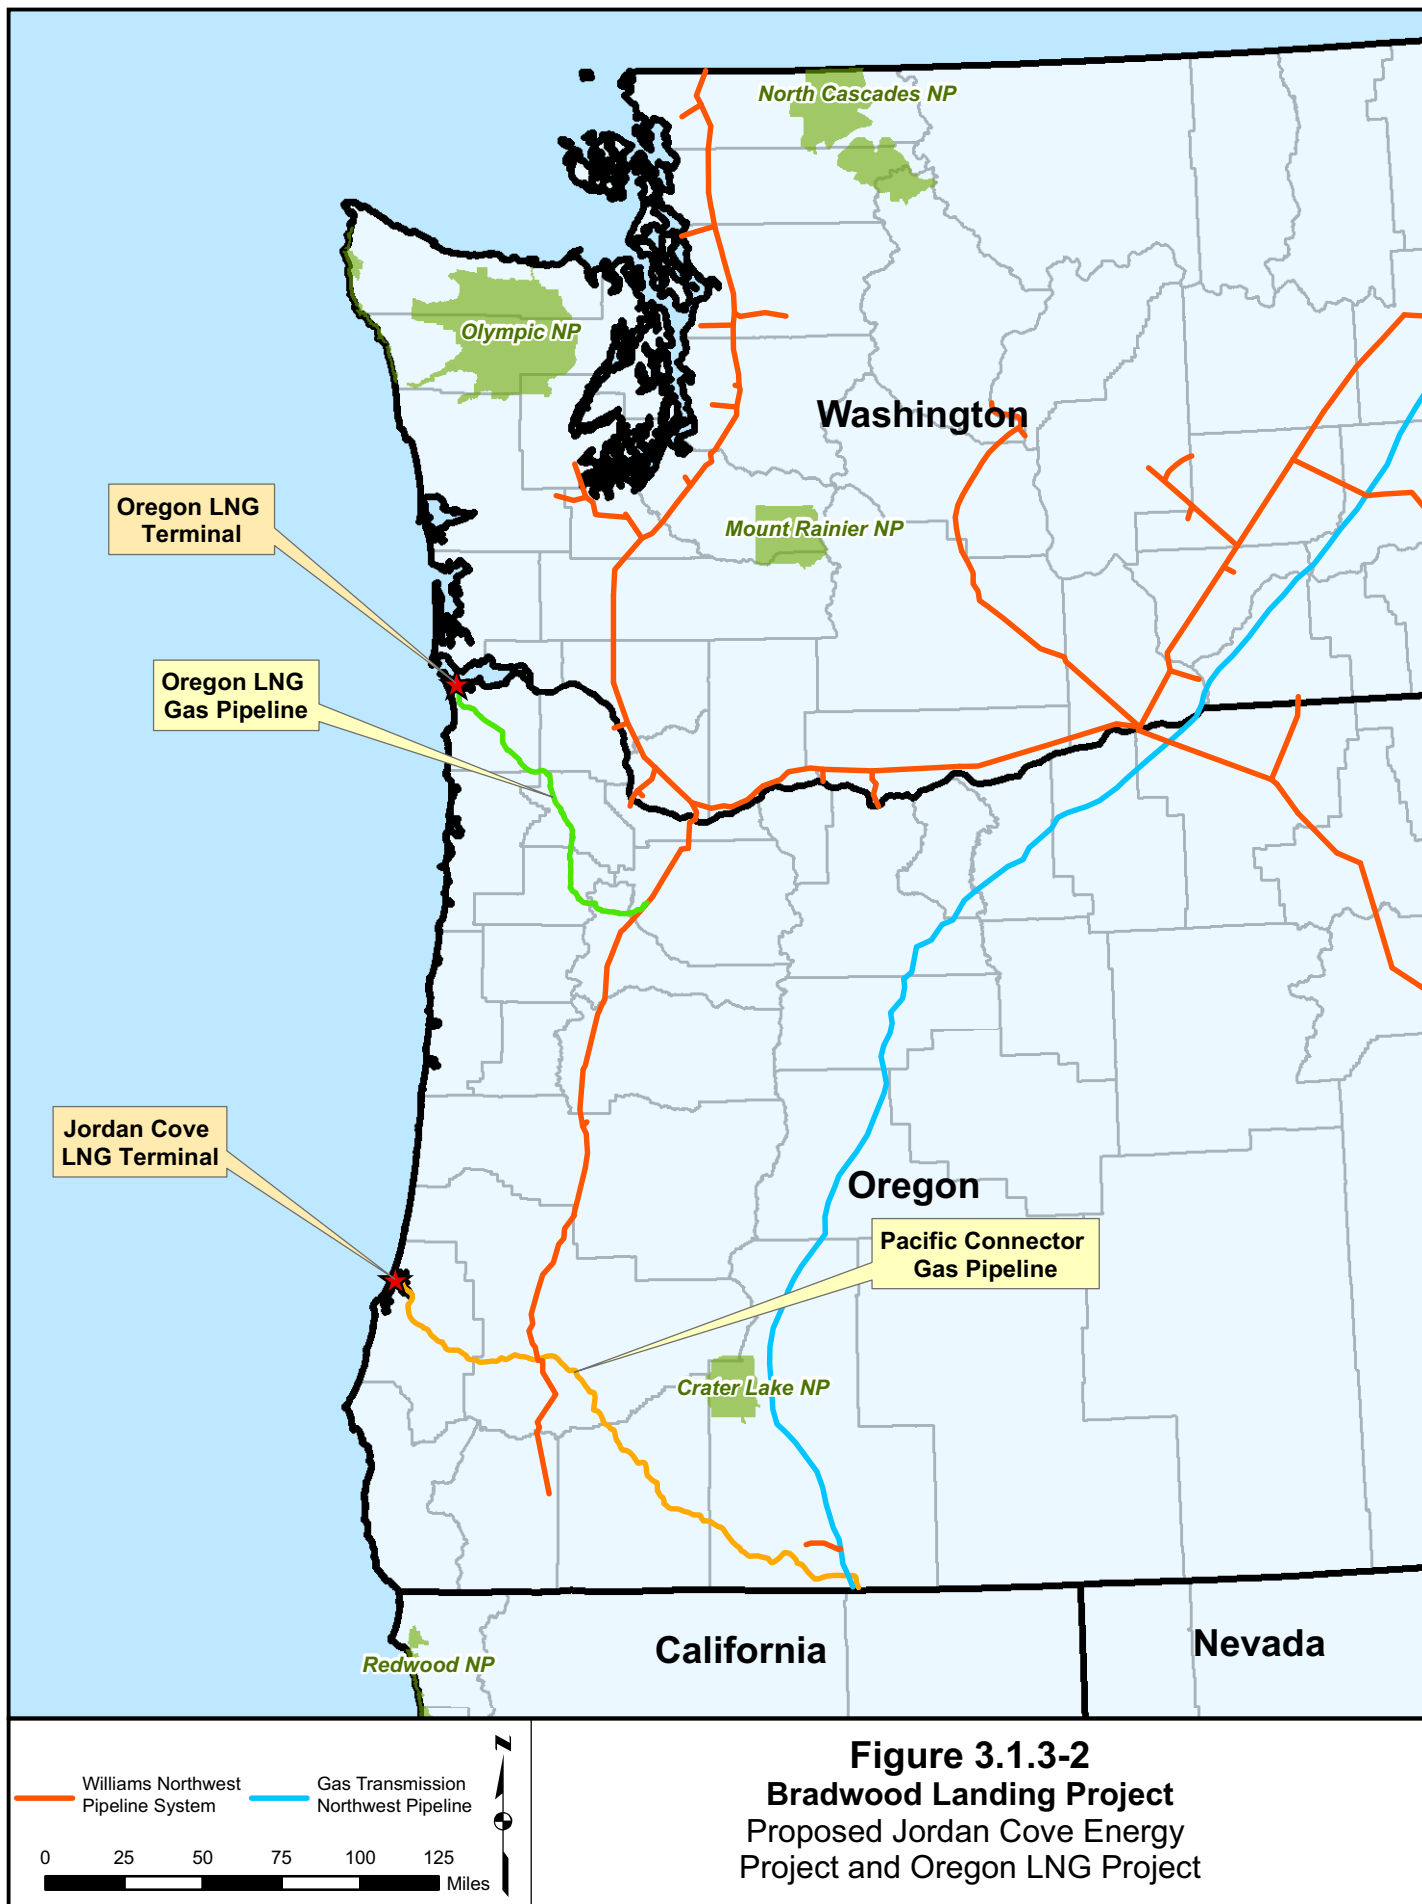 North Cascades NP
Olympic NP
Washington
Oregon LNG
Terminal
Mount Rainier NP
Oregon LNG
Gas Pipeline
Jordan Cove
LNG Terminal
Oregon
Pacific Connector
Gas Pipeline
Crater Lake NP
California
Nevada
Redwood NP
Williams Northwest
Pipeline System
Gas Transmission
Northwest Pipeline
N
0 25 50 75 100 125
Miles
Figure 3.1.3-2
Bradwood Landing Project
Proposed Jordan Cove Energy
Project and Oregon LNG Project